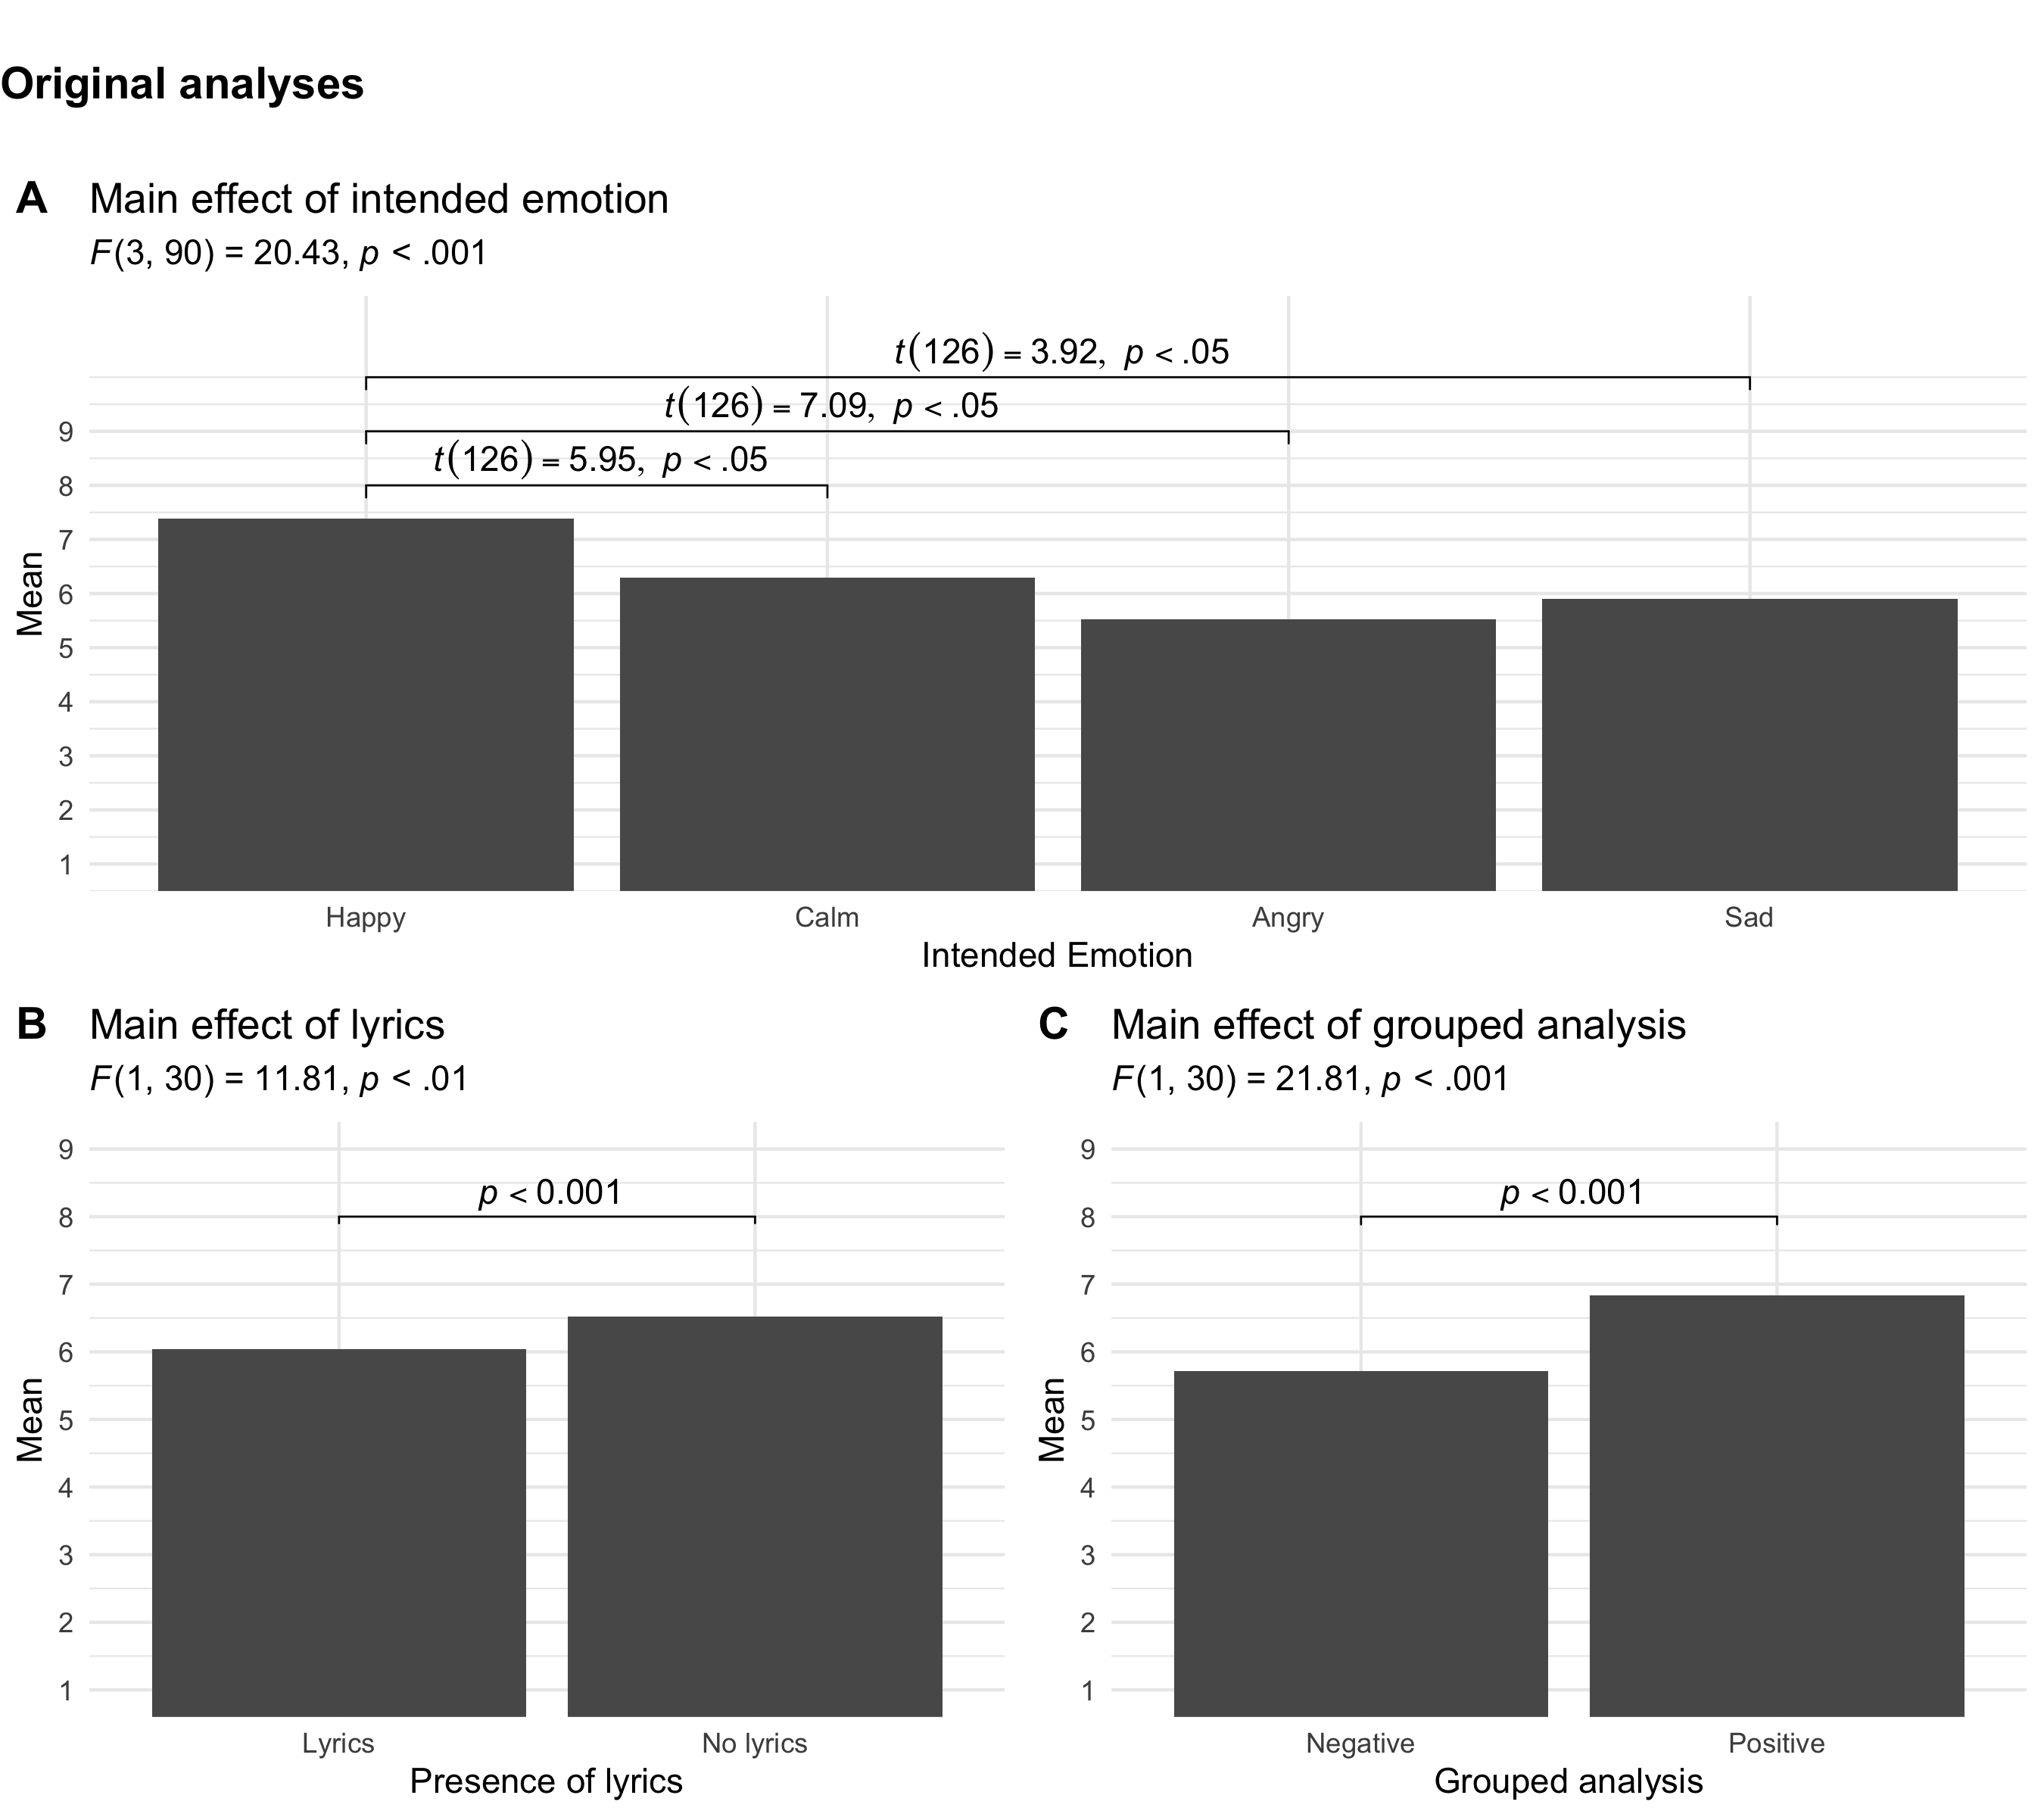 Original analyses
A Main effect of intended emotion
F(3, 90) = 20.43, p < .001
t(126) = 3.92, p < .05
t(126) = 7.09, p < .05
t(126) = 5.95, p < .05
9
8
7
6
5
4
3
2
1
Mean
Happy Calm Angry Sad
Intended Emotion
B Main effect of lyrics
F(1, 30) = 11.81, p < .01
p < 0.001
9
8
7
6
5
4
3
2
1
Mean
Lyrics No lyrics
Presence of lyrics
C Main effect of grouped analysis
F(1, 30) = 21.81, p < .001
p < 0.001
9
8
7
6
5
4
3
2
1
Mean
Negative Positive
Grouped analysis